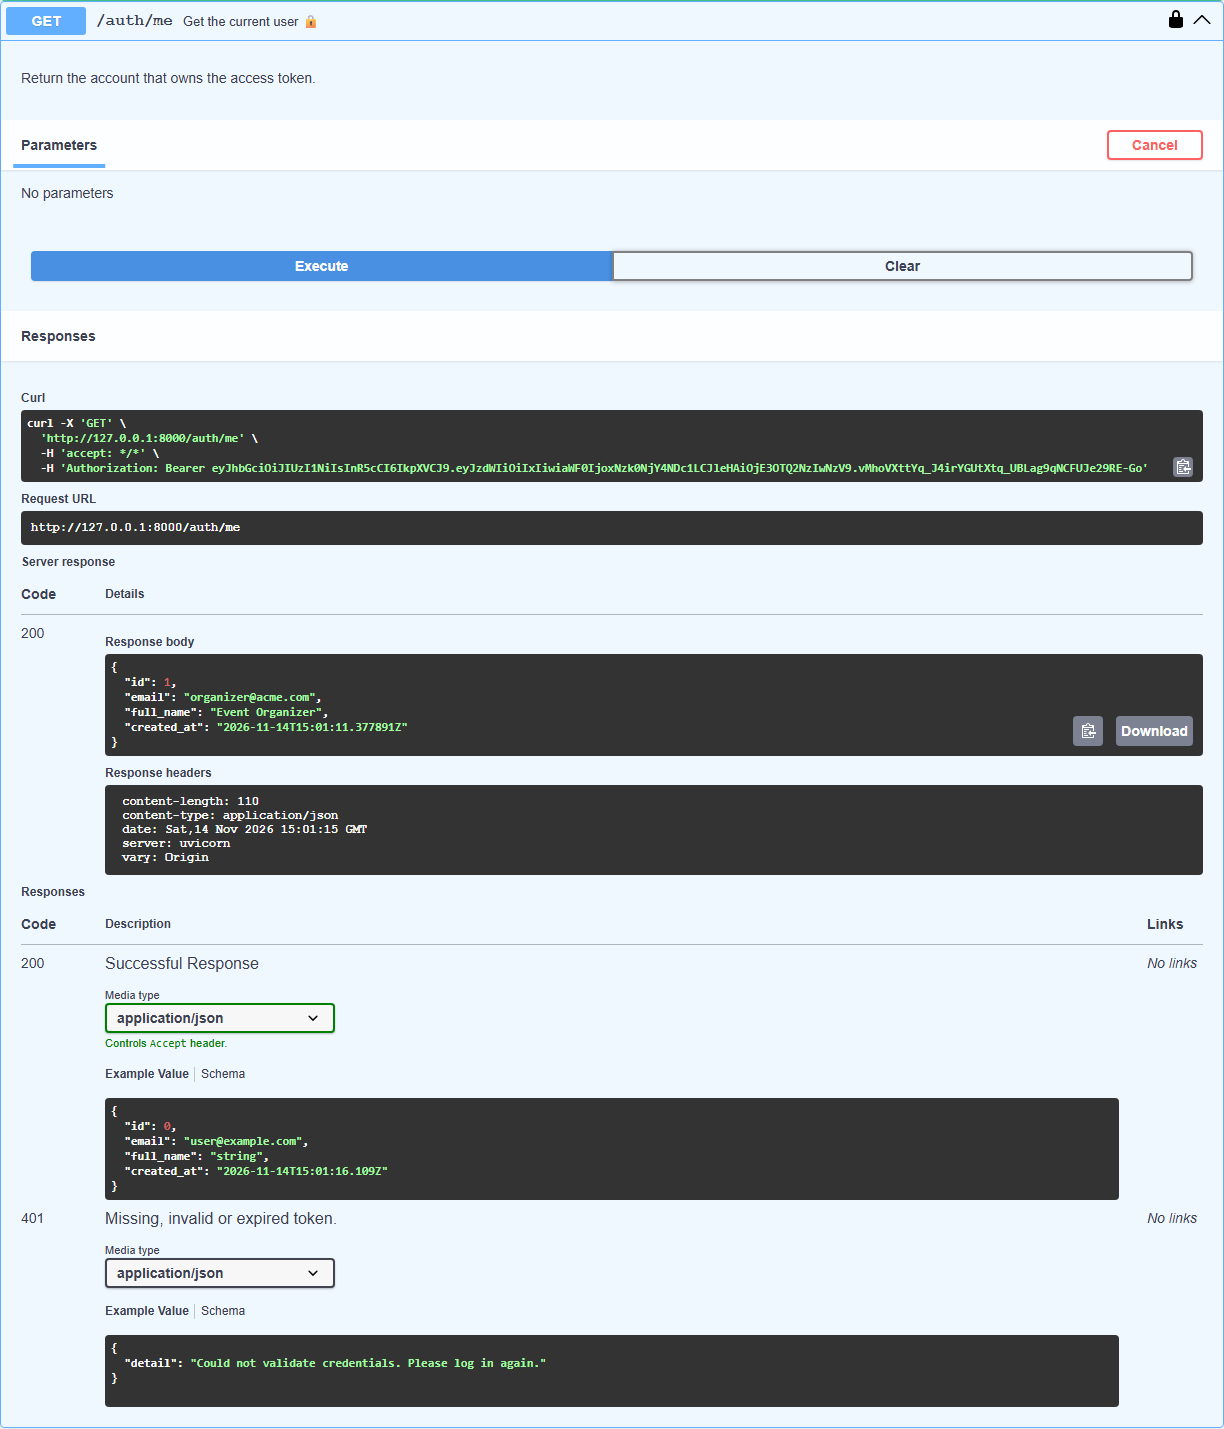 GET /auth/me Get the current user 🔒
Return the account that owns the access token.
Parameters
Cancel
No parameters
Execute
Clear
Responses
Curl
curl -X 'GET' \
  'http://127.0.0.1:8000/auth/me' \
  -H 'accept: */*' \
  -H 'Authorization: Bearer eyJhbGciOiJIUzI1NiIsInR5cCI6IkpXVCJ9.eyJzdWIiOiIxIiwiaWF0IjoxNzk0NjY4NDc1LCJleHAiOjE3OTQ2NzIwNzV9.vMhoVXttYq_J4irYGUtXtq_UBLag9qNCFUJe29RE-Go'
Request URL
http://127.0.0.1:8000/auth/me
Server response
Code Details
200
Response body
{
  "id": 1,
  "email": "organizer@acme.com",
  "full_name": "Event Organizer",
  "created_at": "2026-11-14T15:01:11.377891Z"
}
Download
Response headers
content-length: 110
content-type: application/json
date: Sat,14 Nov 2026 15:01:15 GMT
server: uvicorn
vary: Origin
Responses
Code Description Links
200 Successful Response No links
Media type
application/json
Controls Accept header.
Example Value Schema
{
  "id": 0,
  "email": "user@example.com",
  "full_name": "string",
  "created_at": "2026-11-14T15:01:16.109Z"
}
401 Missing, invalid or expired token. No links
Media type
application/json
Example Value Schema
{
  "detail": "Could not validate credentials. Please log in again."
}